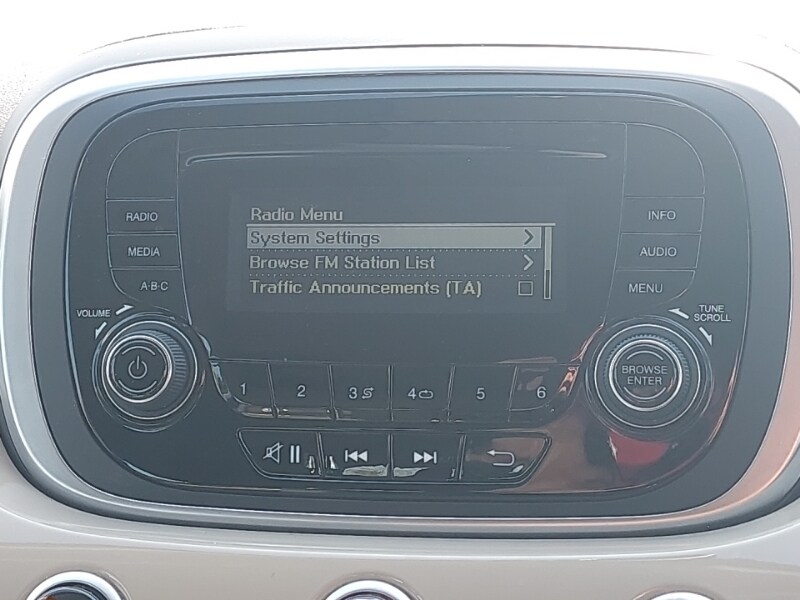 RADIO
MEDIA
A·B·C
VOLUME
Radio Menu
System Settings
Browse FM Station List
Traffic Announcements (TA)
INFO
AUDIO
MENU
TUNE
SCROLL
BROWSE
ENTER
1 2 3 4 5 6